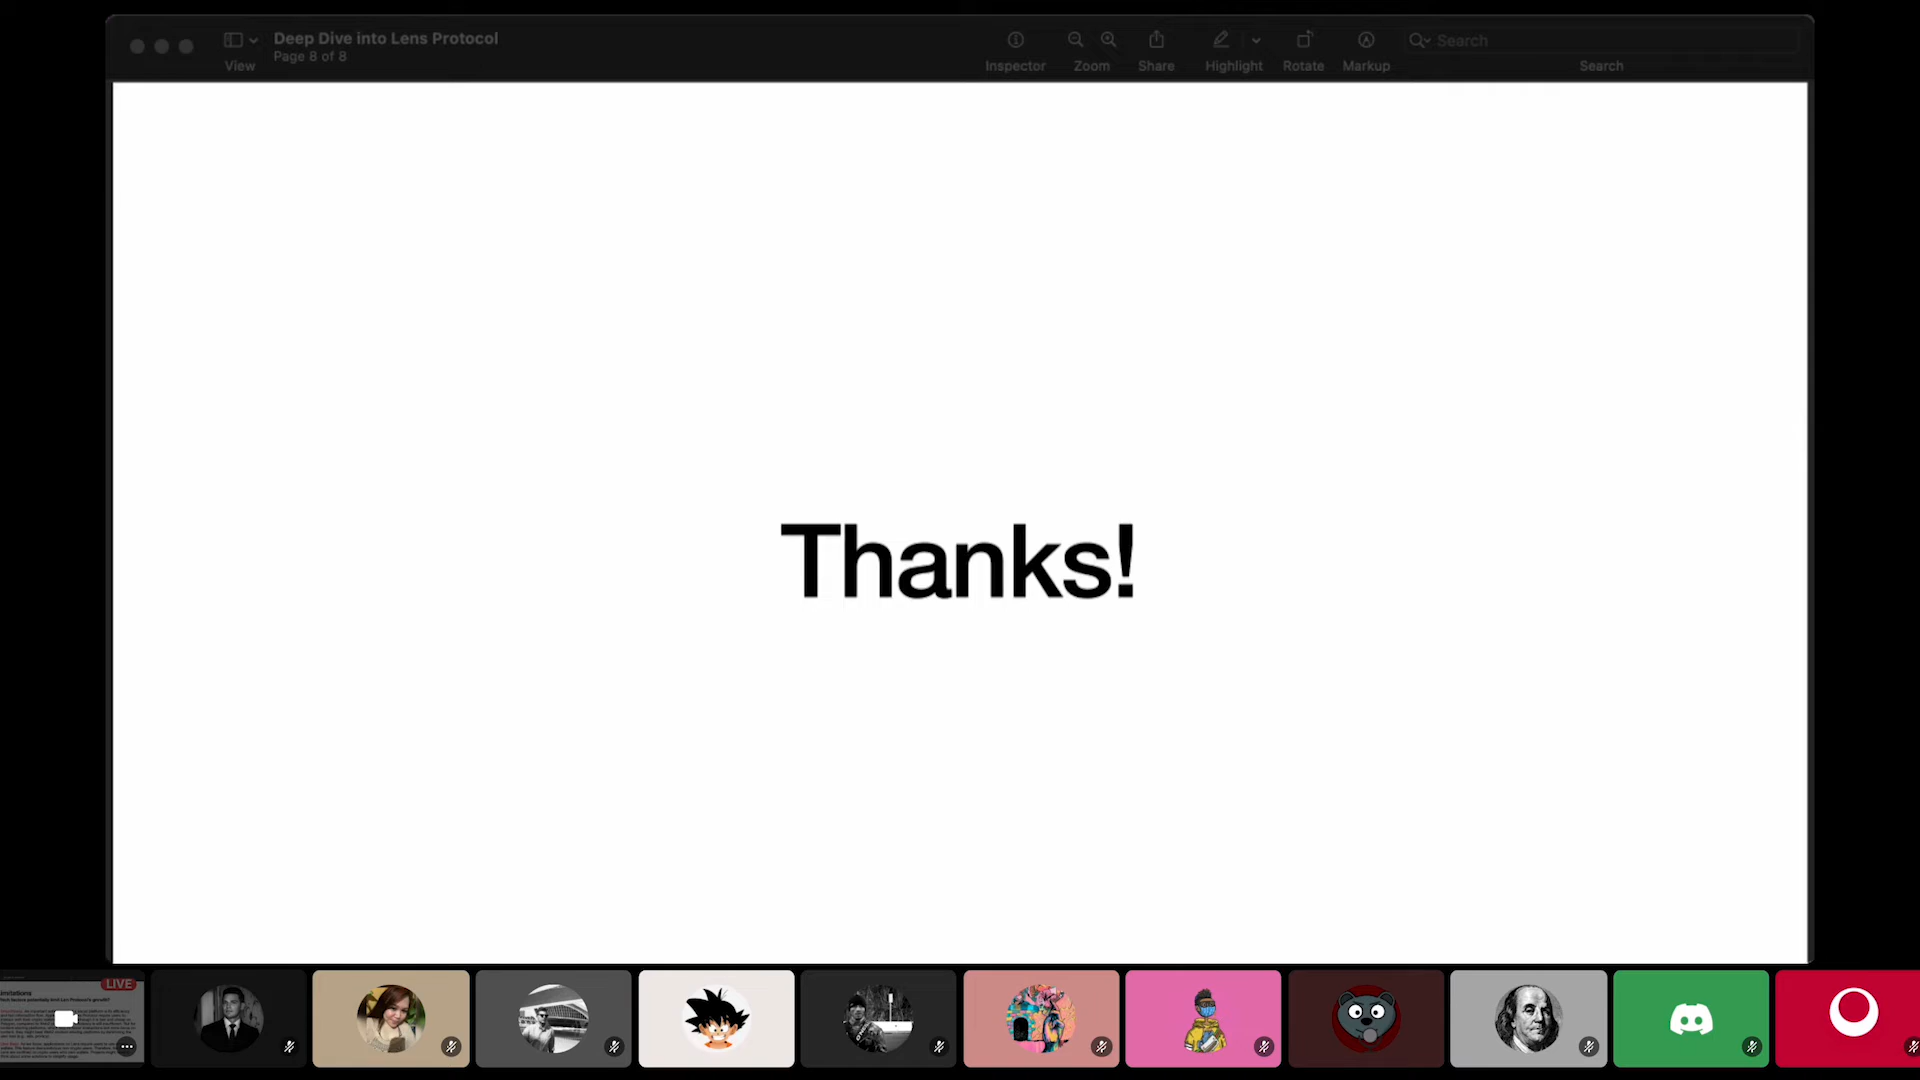 Deep Dive into Lens Protocol
Page 8 of 8
View
Inspector
Zoom
Share
Highlight
Rotate
Markup
Search
Search
Thanks!
LIVE